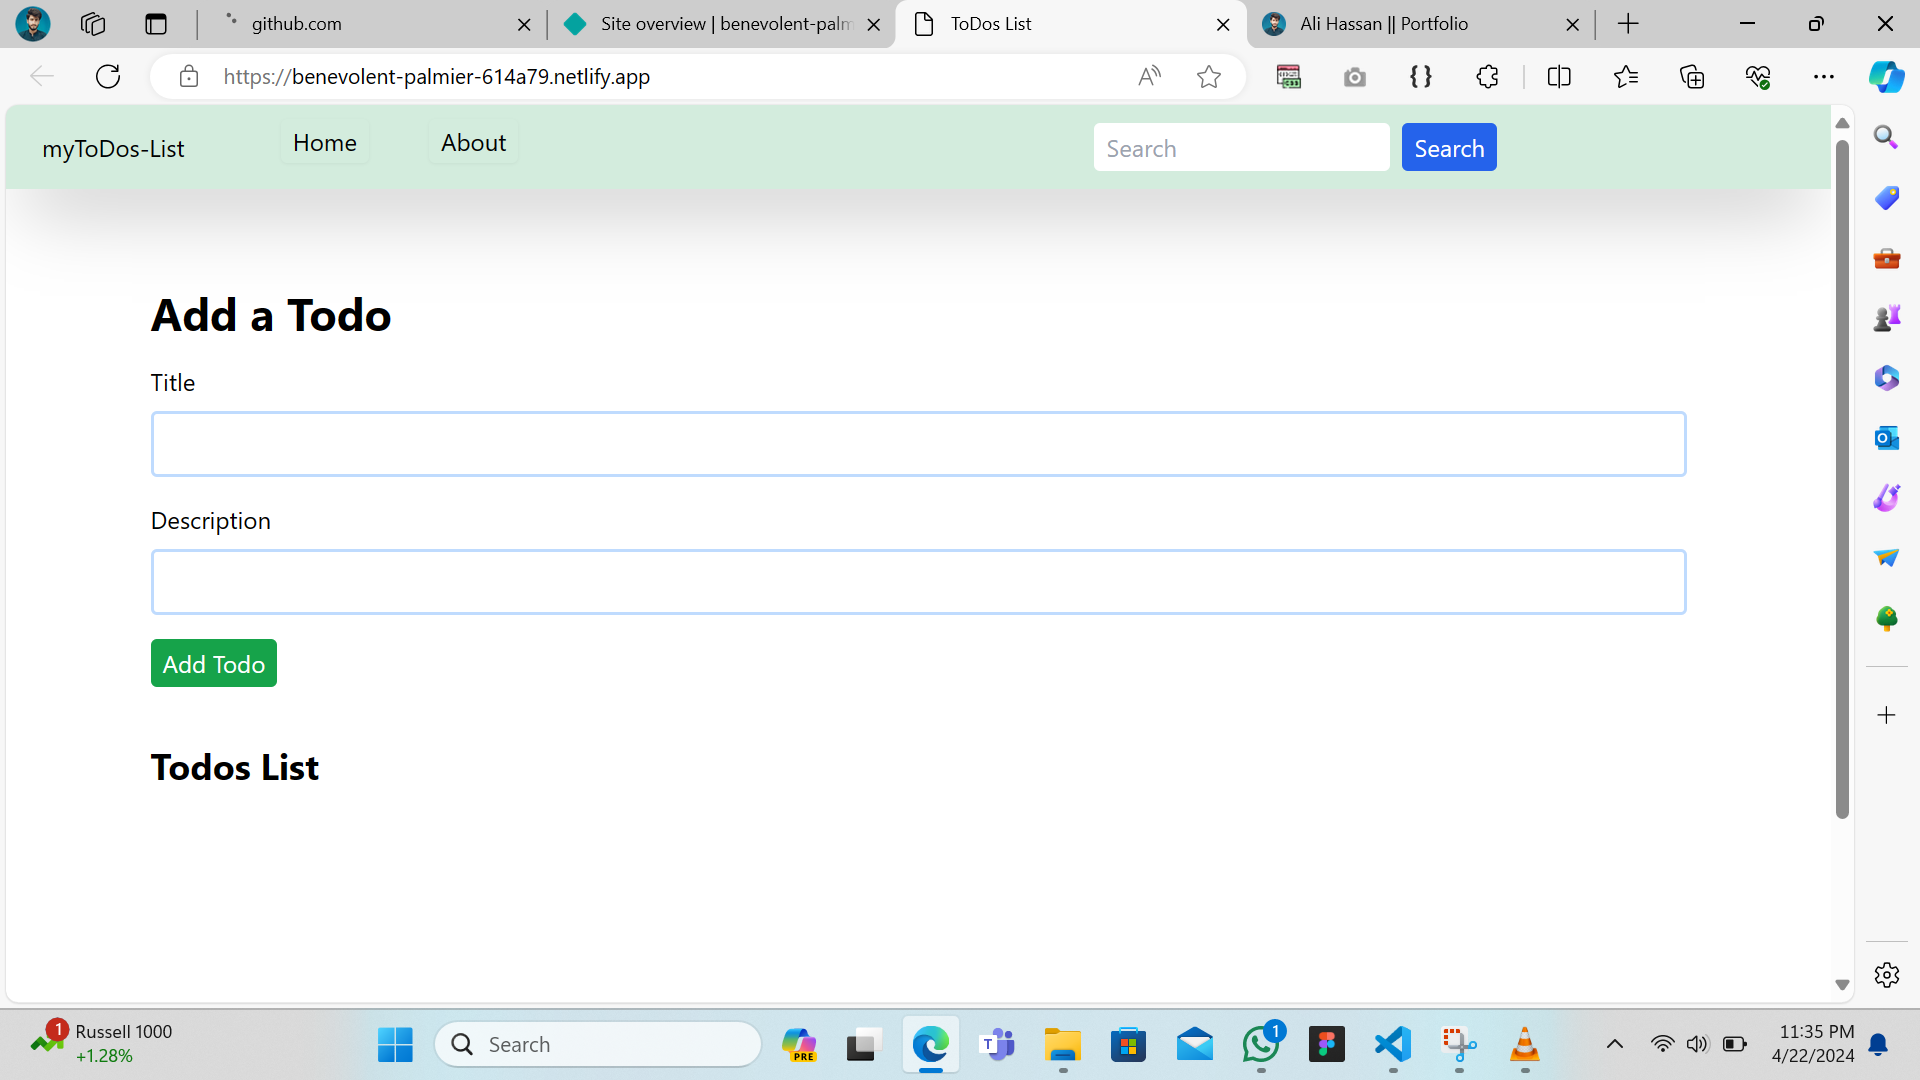 github.com
Site overview | benevolent-palm
ToDos List
Ali Hassan || Portfolio
https://benevolent-palmier-614a79.netlify.app
myToDos-List
Home
About
Search
Search
Add a Todo
Title
Description
Add Todo
Todos List
1
Russell 1000
+1.28%
Search
PRE
T
1
11:35 PM
4/22/2024